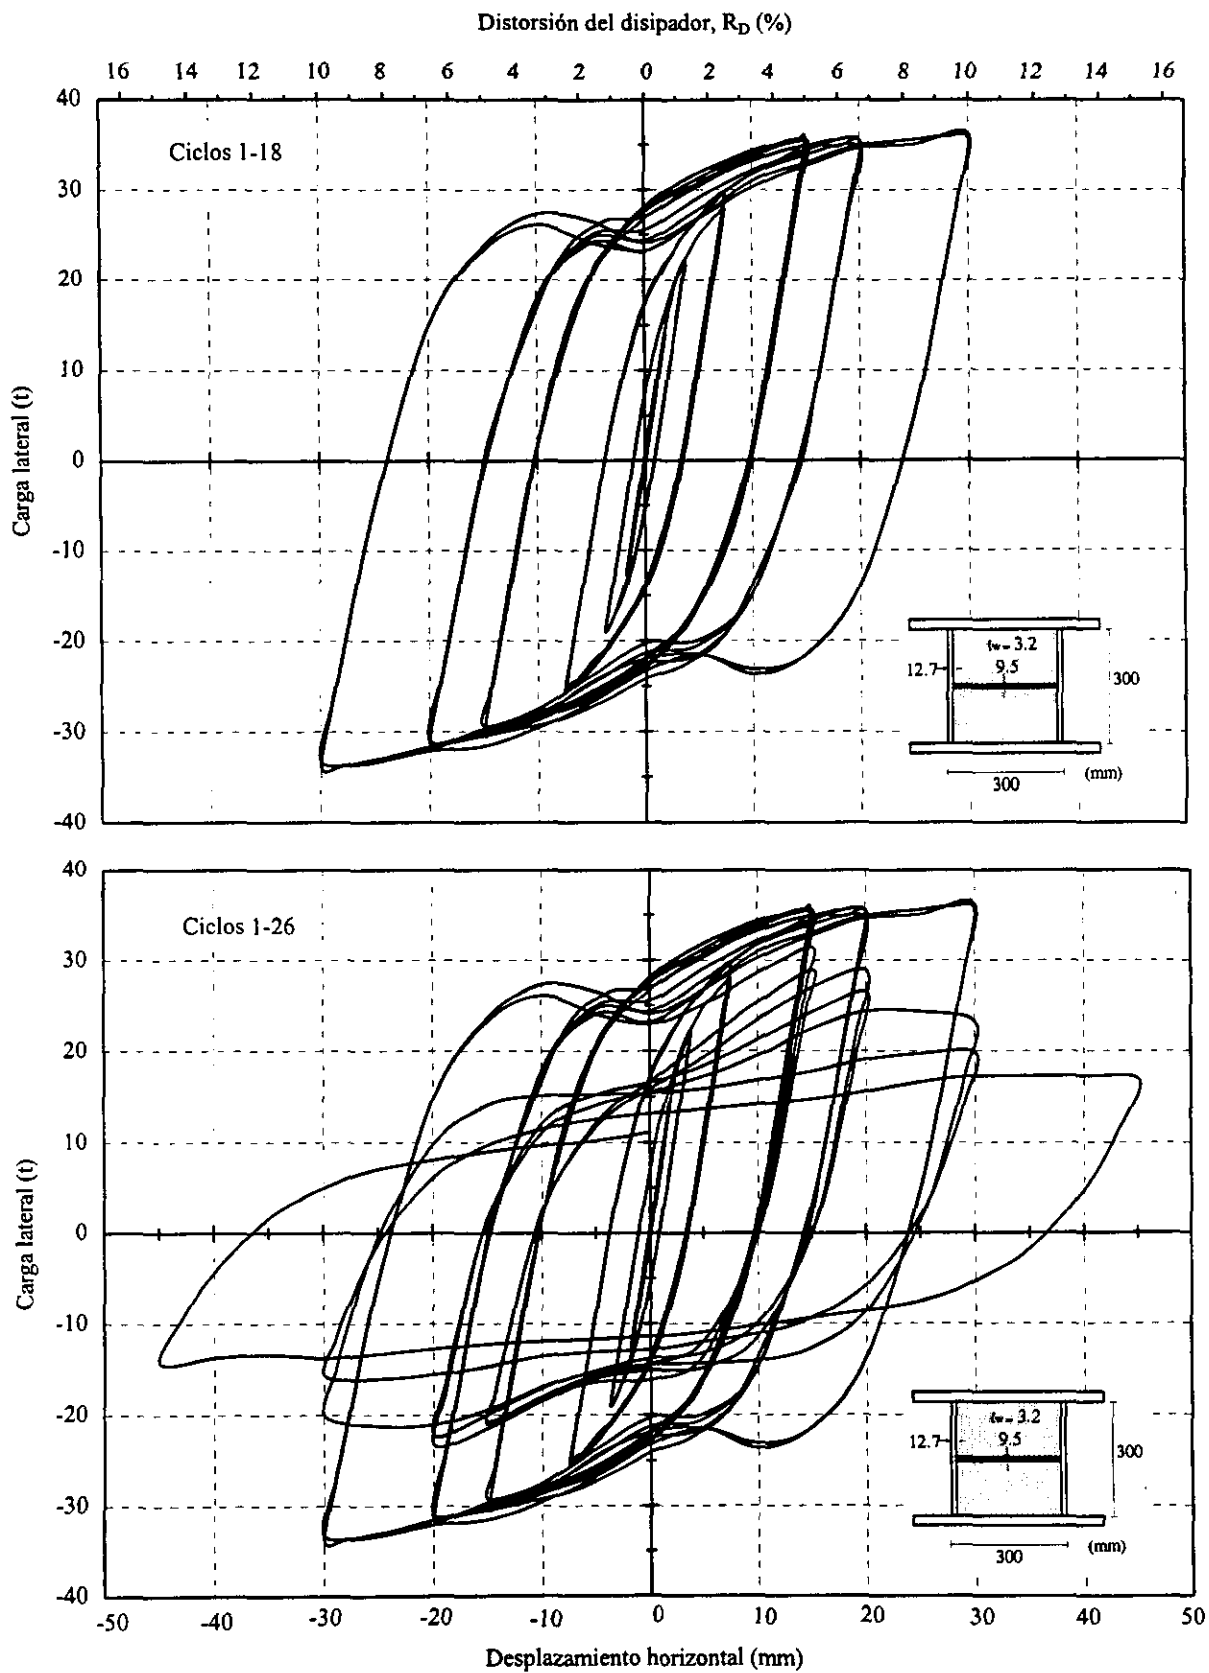 Distorsión del disipador, R_D (%)
16 14 12 10 8 6 4 2 0 2 4 6 8 10 12 14 16
40
Ciclos 1-18
30
20
10
0
-10
-20
-30
-40
Carga lateral (t)
tw= 3.2
12.7
9.5
300
300
(mm)
40
Ciclos 1-26
30
20
10
0
-10
-20
-30
-40
Carga lateral (t)
tw= 3.2
12.7
9.5
300
300
(mm)
-50 -40 -30 -20 -10 0 10 20 30 40 50
Desplazamiento horizontal (mm)